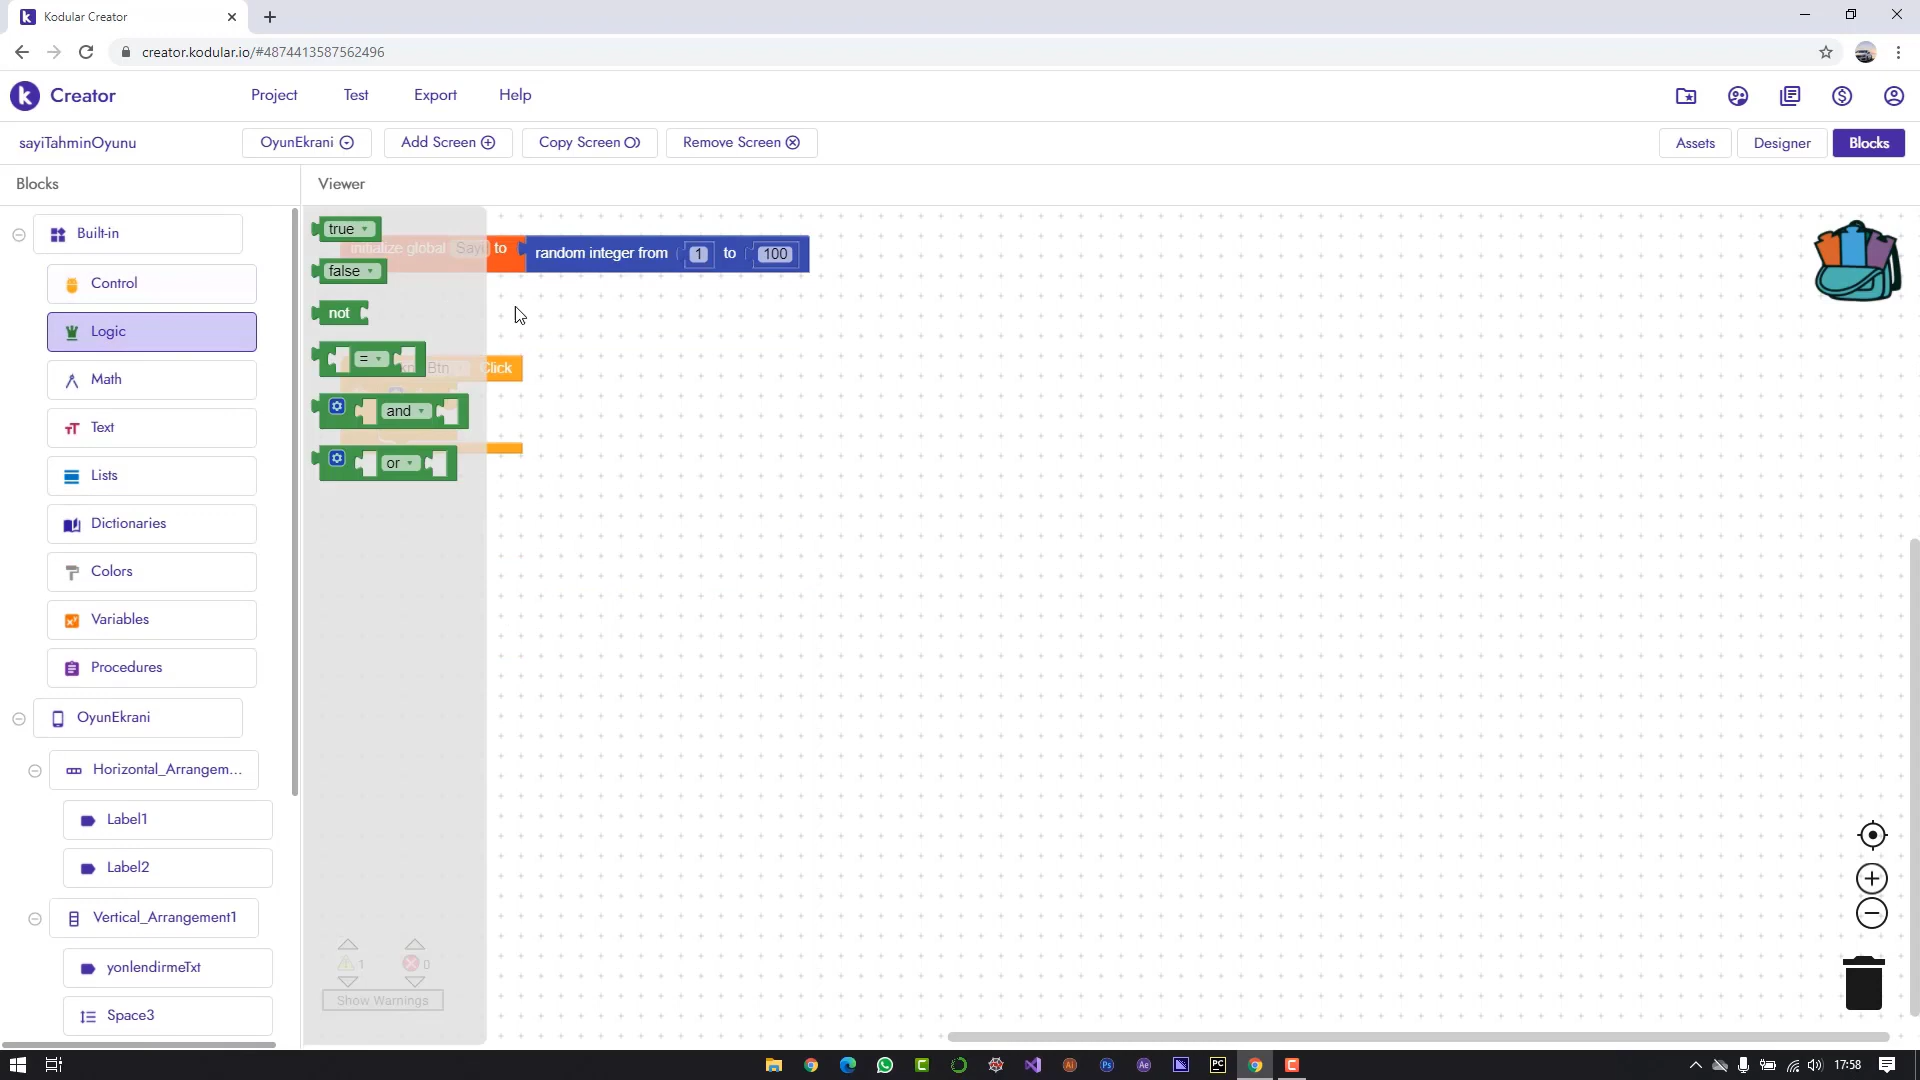 Kodular Creator
creator.kodular.io/#4874413587562496
Creator
Project Test Export Help
sayiTahminOyunu
OyunEkrani
Add Screen
Copy Screen
Remove Screen
Assets
Designer
Blocks
Blocks
Viewer
Built-in
Control
Logic
Math
Text
Lists
Dictionaries
Colors
Variables
Procedures
OyunEkrani
Horizontal_Arrangem...
Label1
Label2
Vertical_Arrangement1
yonlendirmeTxt
Space3
true
initialize global to random integer from 1 to 100
false
not
=
Btn Click
and
or
1 0
Show Warnings
17:58